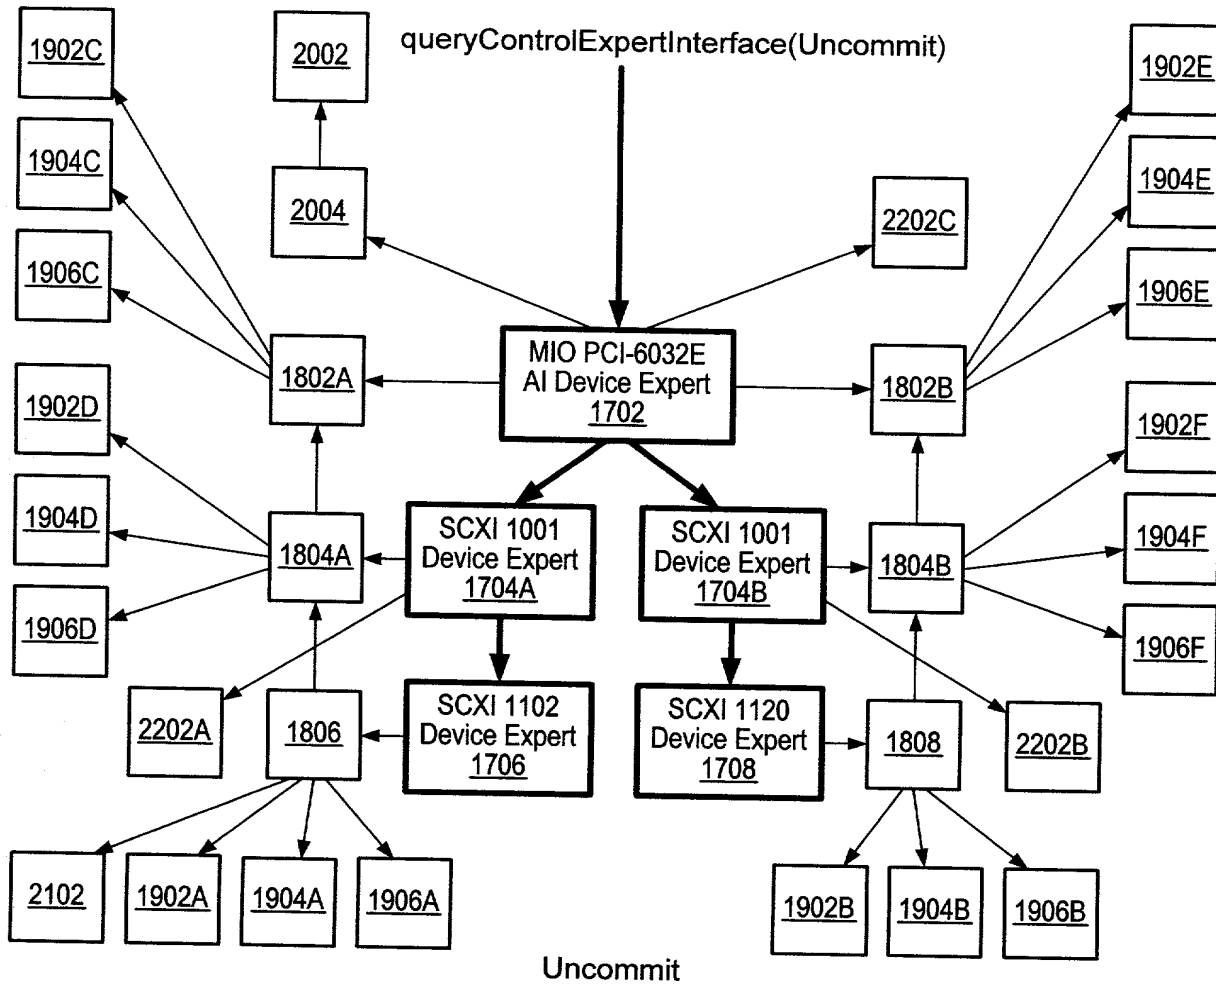 queryControlExpertInterface(Uncommit)
1902C
2002
1902E
1904C
2004
1904E
2202C
1906C
1906E
MIO PCI-6032E
AI Device Expert
1702
1802A
1802B
1902D
1902F
SCXI 1001
Device Expert
1704A
SCXI 1001
Device Expert
1704B
1904D
1804A
1804B
1904F
1906D
1906F
2202A
1806
SCXI 1102
Device Expert
1706
SCXI 1120
Device Expert
1708
1808
2202B
2102
1902A
1904A
1906A
1902B
1904B
1906B
Uncommit